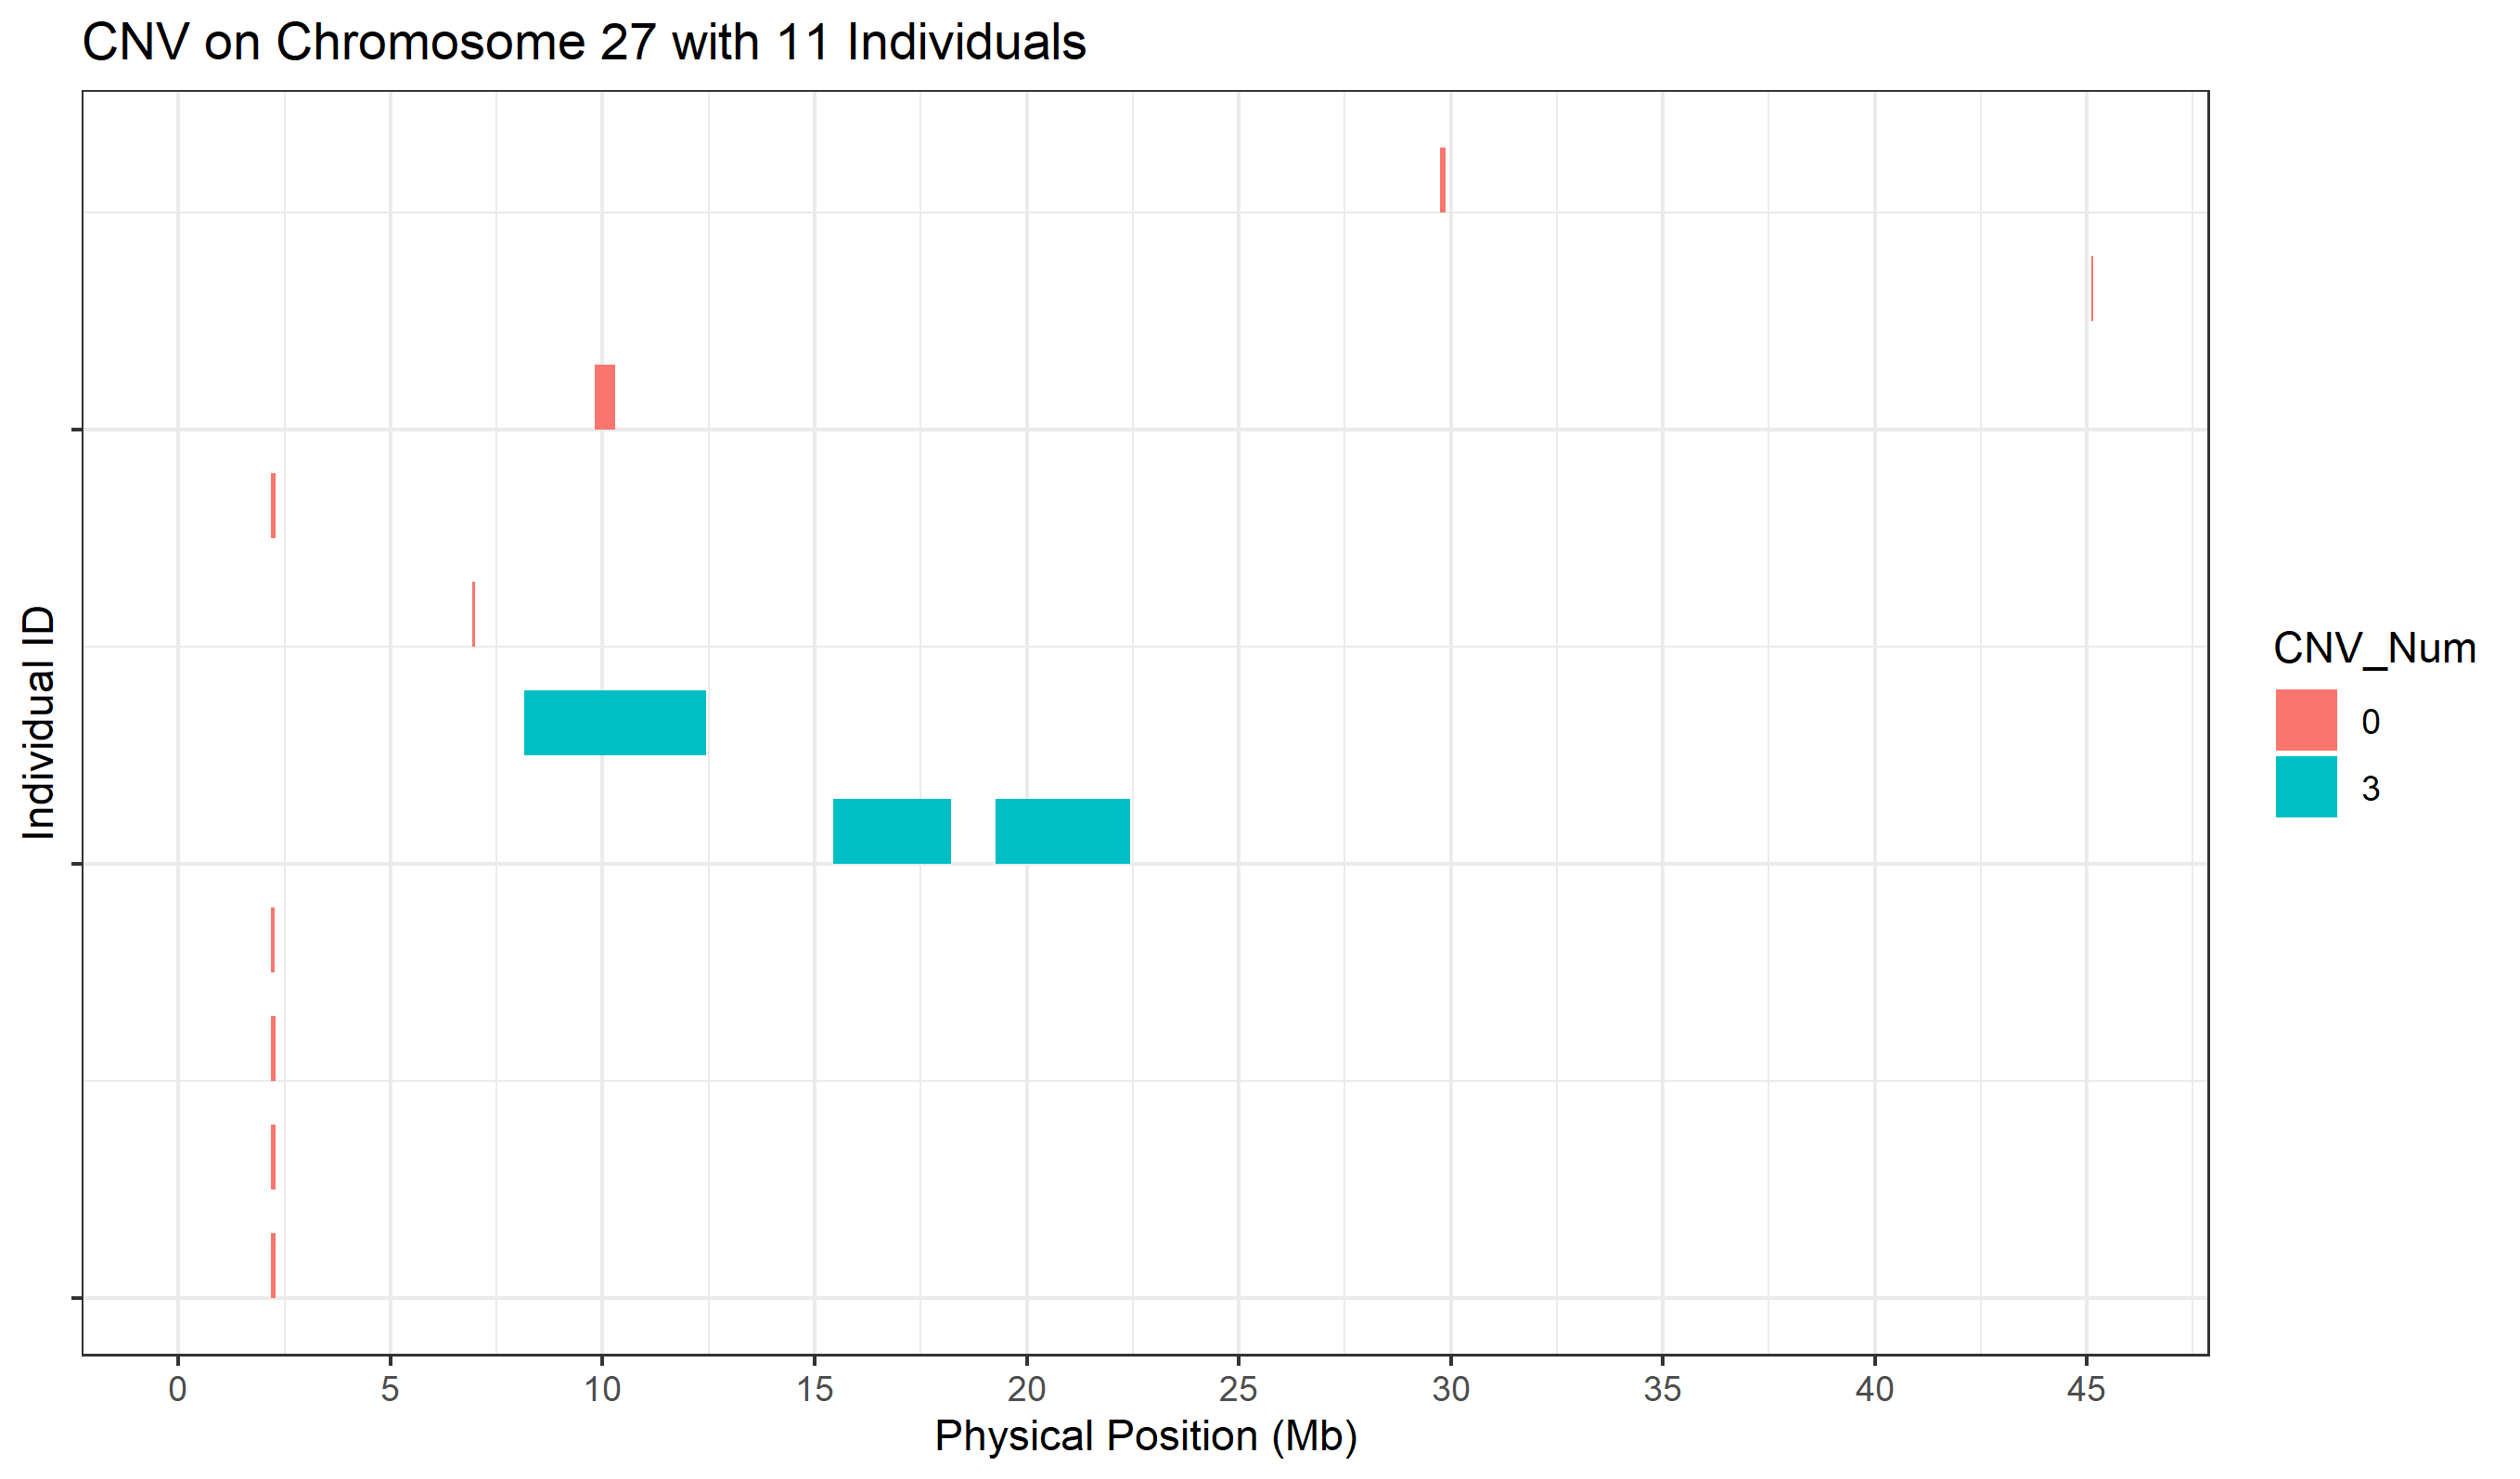 CNV on Chromosome 27 with 11 Individuals
Individual ID
CNV_Num
0
3
0 5 10 15 20 25 30 35 40 45
Physical Position (Mb)